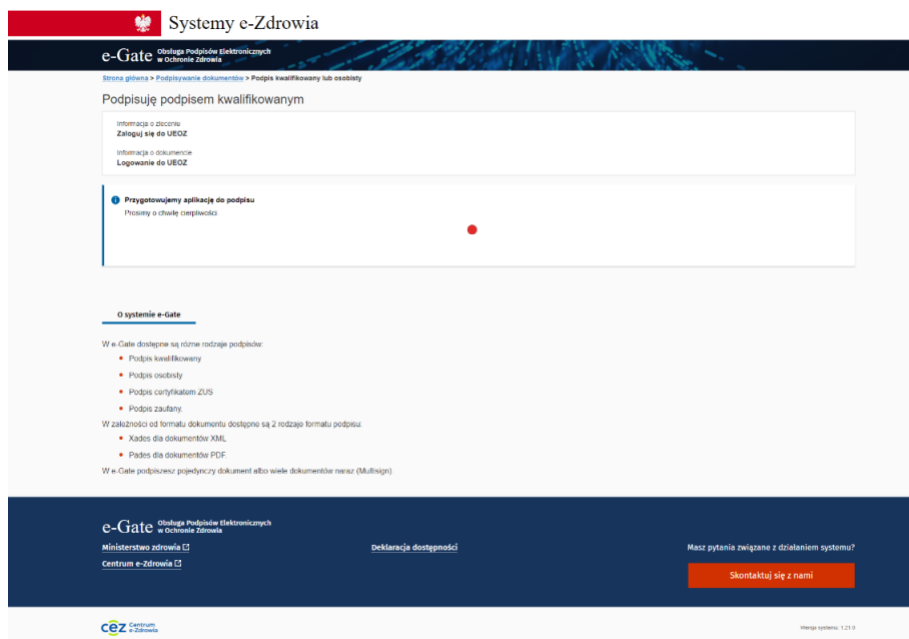 Systemy e-Zdrowia
e-Gate Obsługa Podpisów Elektronicznych
w Ochronie Zdrowia
Strona główna > Podpisywanie dokumentów > Podpis kwalifikowany lub osobisty
Podpisuję podpisem kwalifikowanym
Informacja o zleceniu
Zaloguj się do UEOZ
Informacja o dokumencie
Logowanie do UEOZ
Przygotowujemy aplikację do podpisu
Prosimy o chwilę cierpliwości.
O systemie e-Gate
W e-Gate dostępne są różne rodzaje podpisów:
Podpis kwalifikowany
Podpis osobisty
Podpis certyfikatem ZUS
Podpis zaufany.
W zależności od formatu dokumentu dostępne są 2 rodzaje formatu podpisu:
Xades dla dokumentów XML
Pades dla dokumentów PDF.
W e-Gate podpiszesz pojedynczy dokument albo wiele dokumentów naraz (Multisign).
e-Gate Obsługa Podpisów Elektronicznych
w Ochronie Zdrowia
Ministerstwo zdrowia
Deklaracja dostępności
Masz pytania związane z działaniem systemu?
Centrum e-Zdrowia
Skontaktuj się z nami
cez Centrum
e-Zdrowia
Wersja systemu: 1.21.0